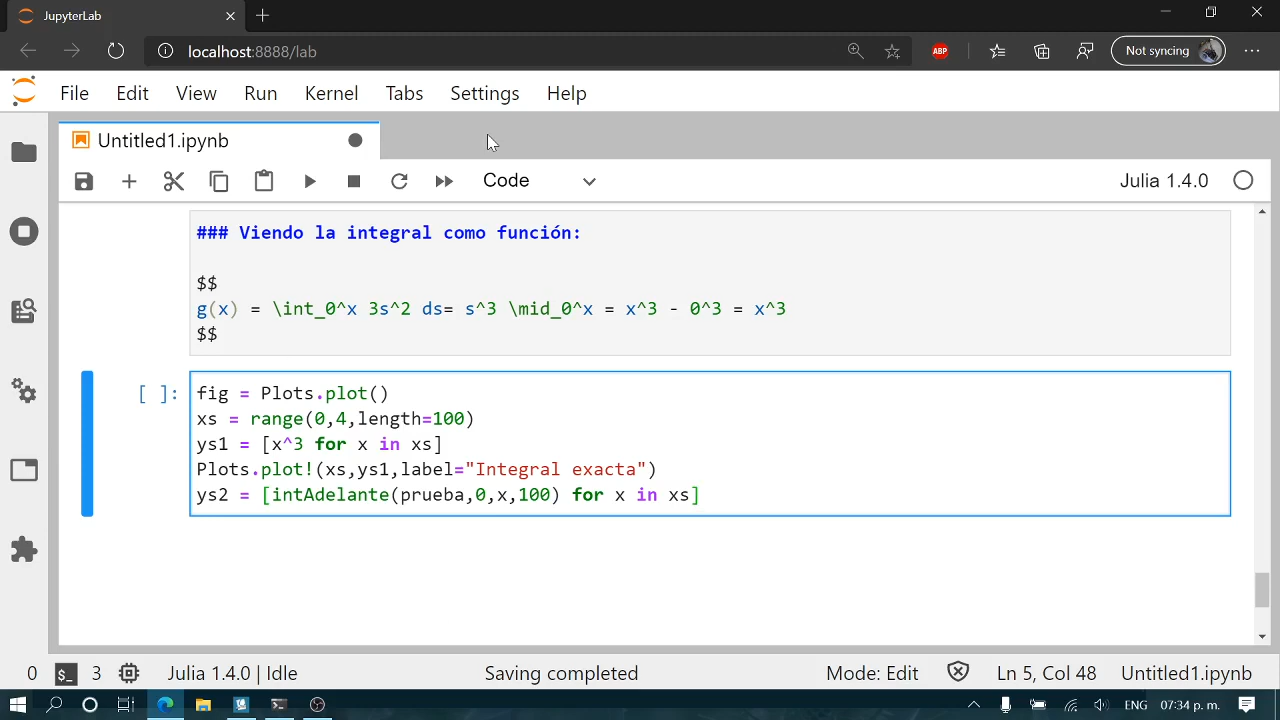 JupyterLab
localhost:8888/lab
ABP
Not syncing
File Edit View Run Kernel Tabs Settings Help
Untitled1.ipynb
Code
Julia 1.4.0
### Viendo la integral como función:
$$
g(x) = \int_0^x 3s^2 ds= s^3 \mid_0^x = x^3 - 0^3 = x^3
$$
[ ]:
fig = Plots.plot()
xs = range(0,4,length=100)
ys1 = [x^3 for x in xs]
Plots.plot!(xs,ys1,label="Integral exacta")
ys2 = [intAdelante(prueba,0,x,100) for x in xs]
0 $_ 3 Julia 1.4.0 | Idle Saving completed Mode: Edit Ln 5, Col 48 Untitled1.ipynb
ENG 07:34 p. m.